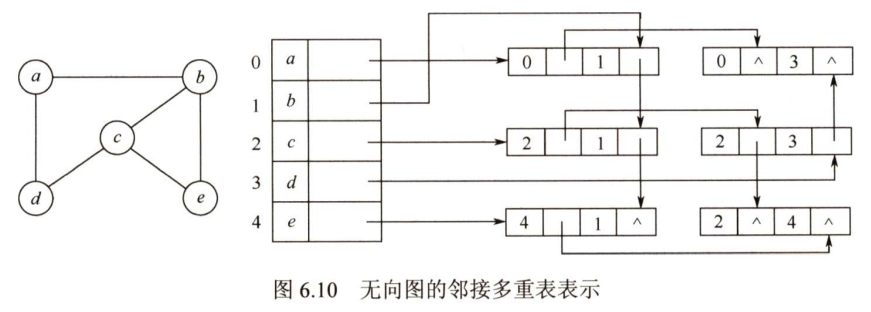 a b c d e
0 a 0 1 0 ^ 3 ^
1 b
2 c 2 1 2 3
3 d
4 e 4 1 ^ 2 ^ 4 ^
图 6.10 无向图的邻接多重表表示